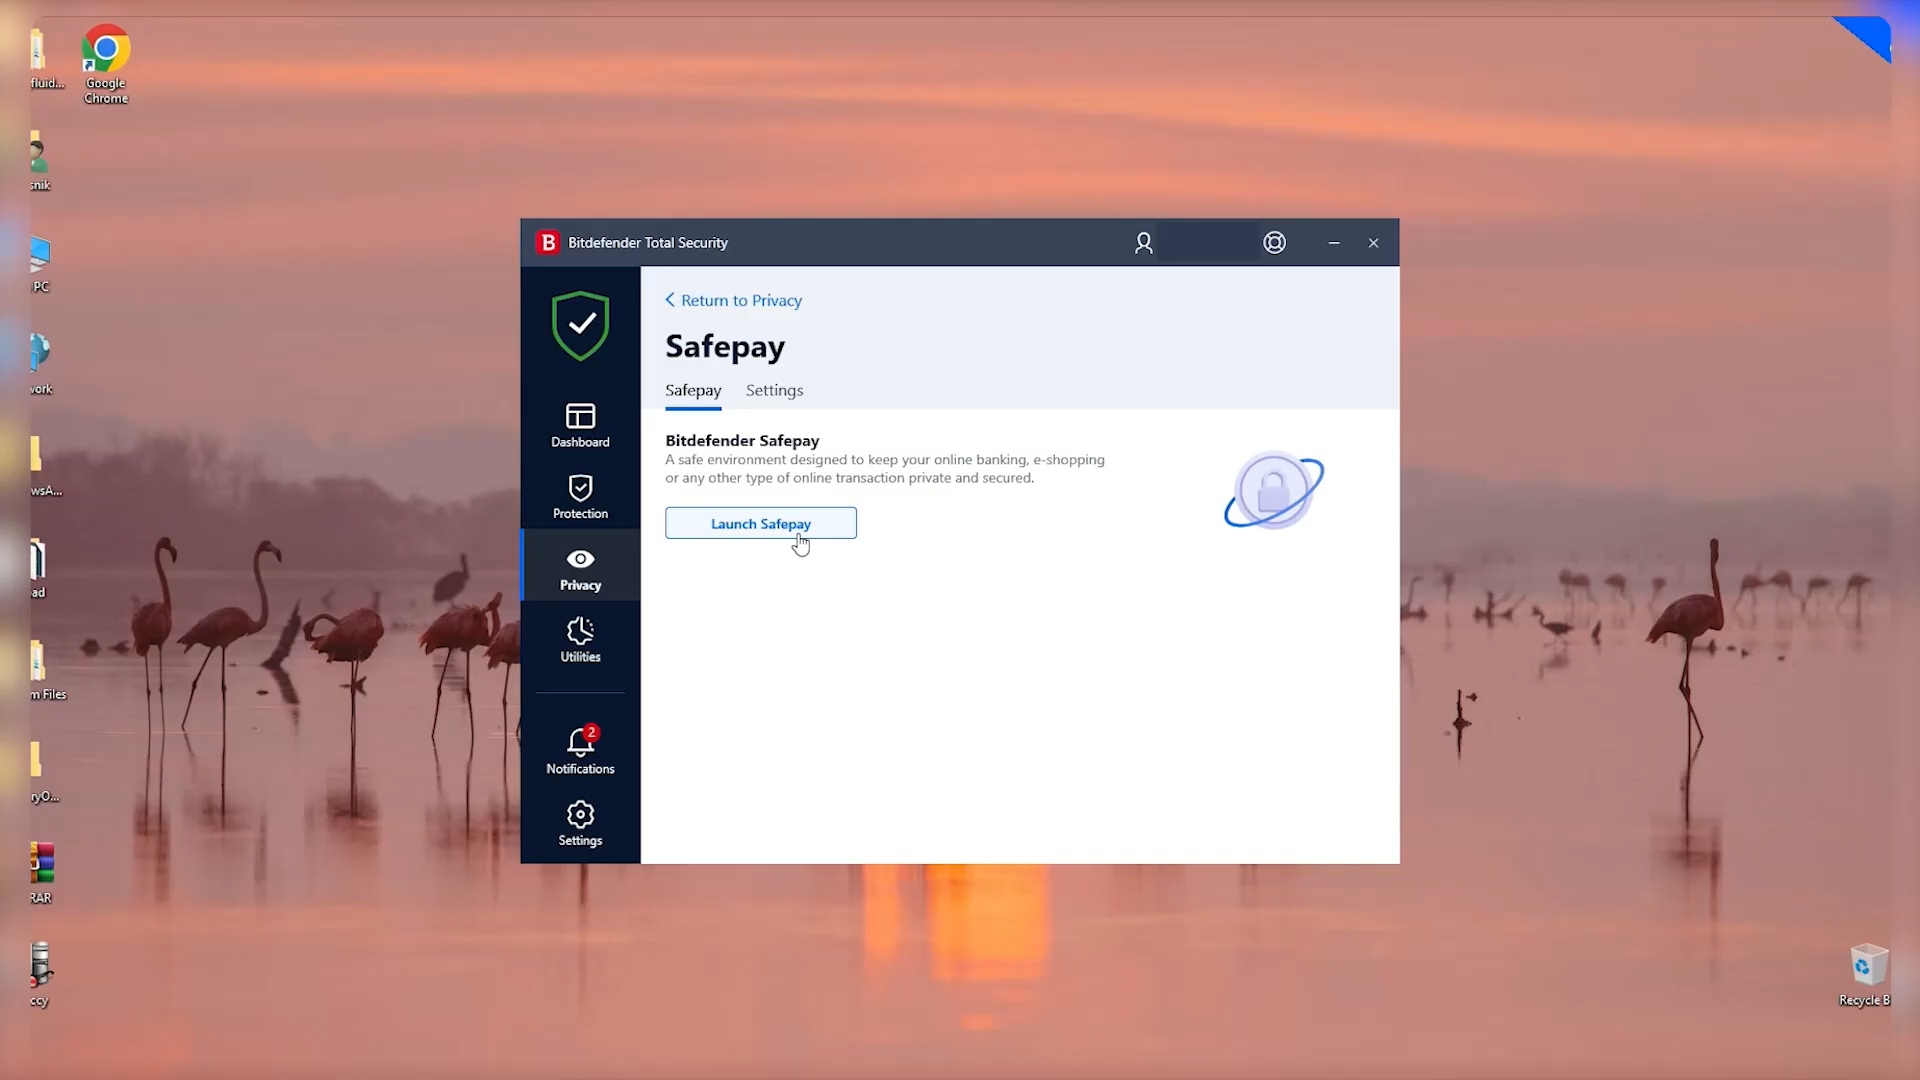 fluid...
Google
Chrome
snik
PC
work
wsA...
ad
m Files
ryO...
RAR
ccy
B Bitdefender Total Security
Return to Privacy
Safepay
Safepay Settings
Bitdefender Safepay
A safe environment designed to keep your online banking, e-shopping
or any other type of online transaction private and secured.
Launch Safepay
Dashboard
Protection
Privacy
Utilities
2
Notifications
Settings
Recycle B